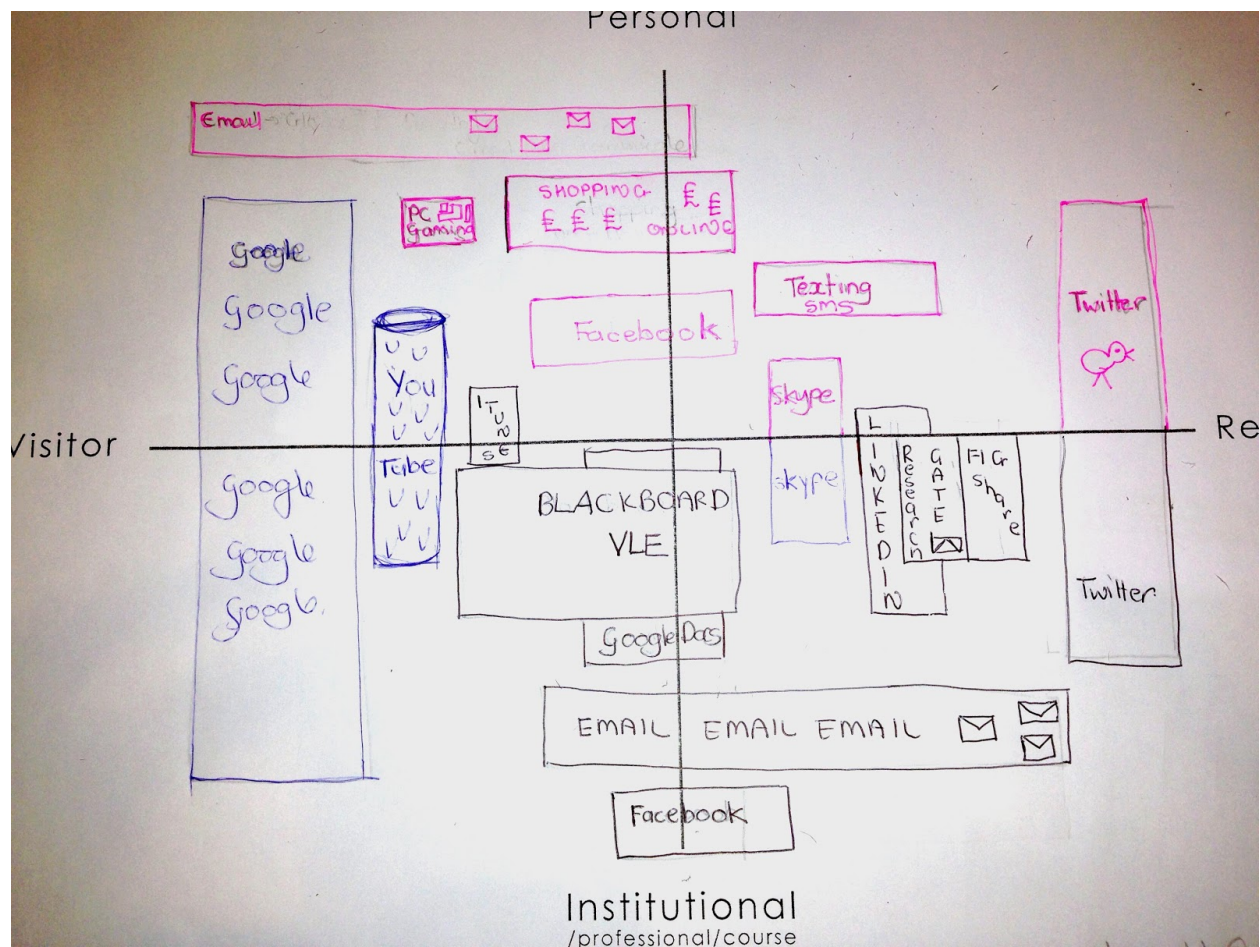 Personal
Email
SHOPPING
£ £
£ £ £
ONLINE
PC
Gaming
Google
Google
Google
Texting
SMS
Twitter
Facebook
You
Tube
ITUNES
skype
skype
Visitor
Re
Google
Google
Google
BLACKBOARD
VLE
LINKEDIN
Research
GATE
FIG
Share
Twitter
Google Docs
EMAIL EMAIL EMAIL
Facebook
Institutional
/professional/course